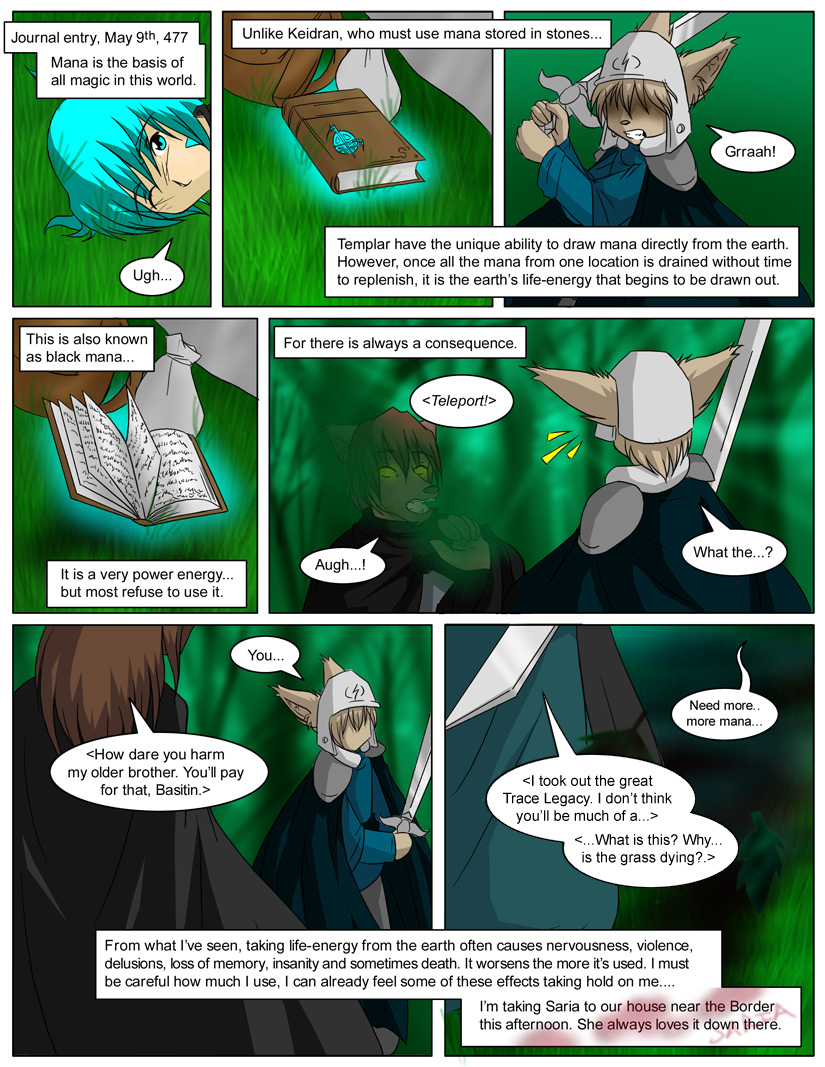 Journal entry, May 9th, 477
Mana is the basis of
all magic in this world.
Ugh...
Unlike Keidran, who must use mana stored in stones...
Grraah!
Templar have the unique ability to draw mana directly from the earth.
However, once all the mana from one location is drained without time
to replenish, it is the earth's life-energy that begins to be drawn out.
This is also known
as black mana...
It is a very power energy...
but most refuse to use it.
For there is always a consequence.
<Teleport!>
Augh...!
What the...?
You...
<How dare you harm
my older brother. You'll pay
for that, Basitin.>
Need more..
more mana...
<I took out the great
Trace Legacy. I don't think
you'll be much of a...>
<...What is this? Why...
is the grass dying?.>
From what I've seen, taking life-energy from the earth often causes nervousness, violence,
delusions, loss of memory, insanity and sometimes death. It worsens the more it's used. I must
be careful how much I use, I can already feel some of these effects taking hold on me....
I'm taking Saria to our house near the Border
this afternoon. She always loves it down there.
SARIA